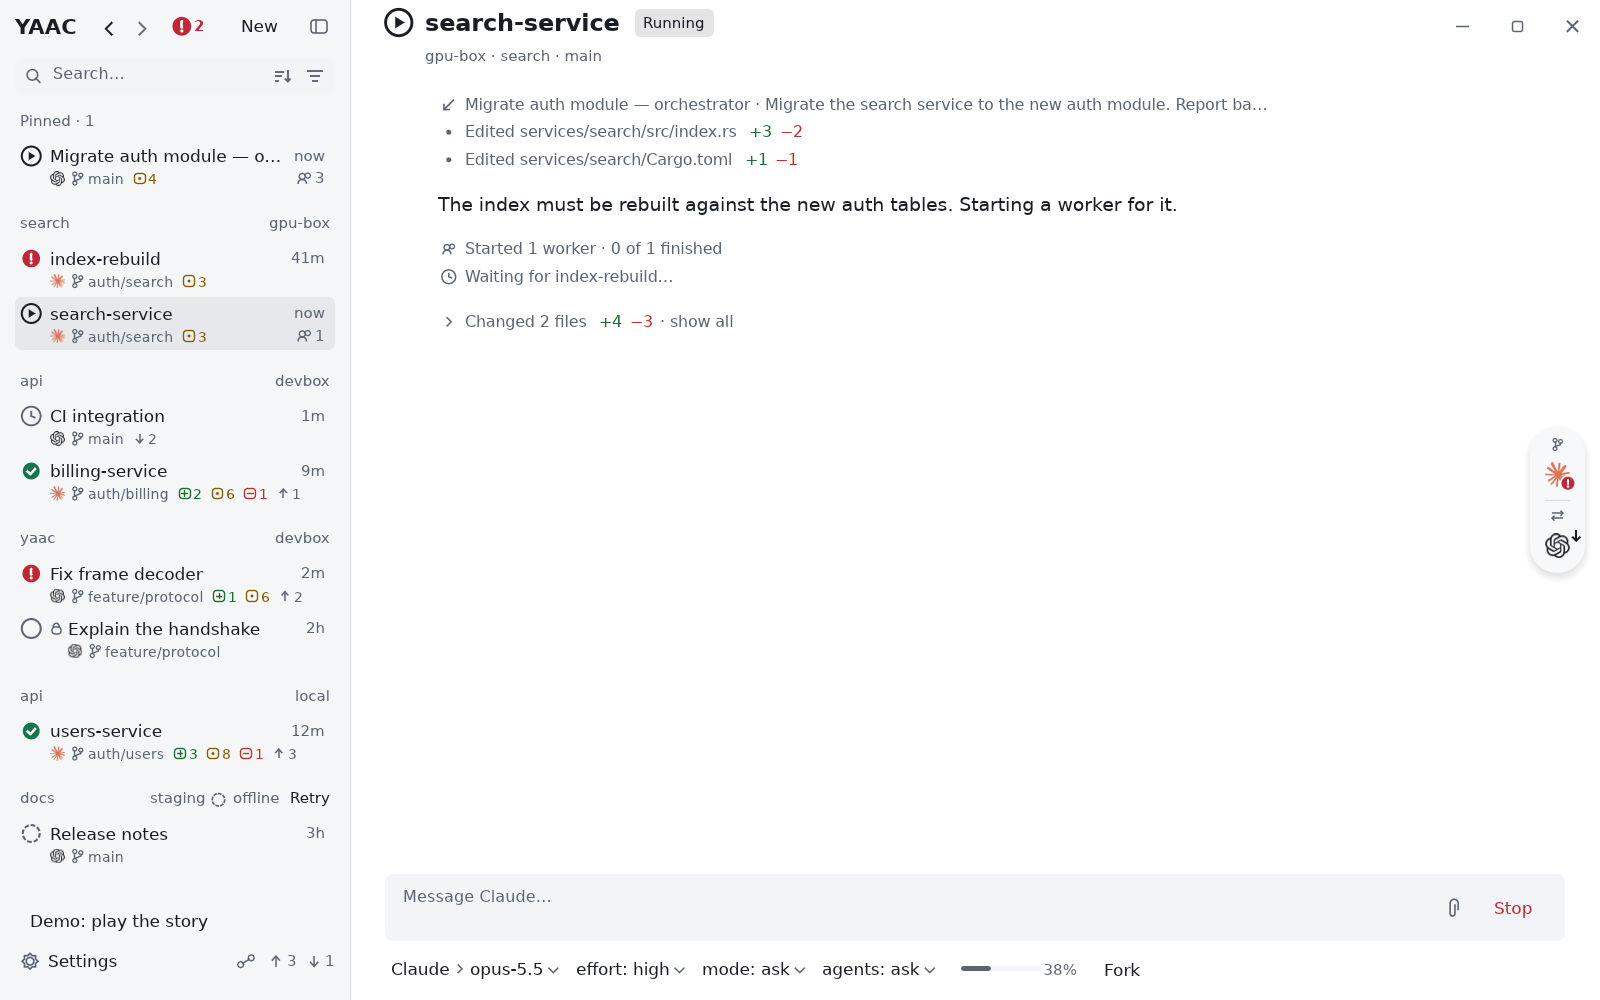 YAAC
2
New
Search...
Pinned · 1
Migrate auth module — o... now
main 4 3
search gpu-box
index-rebuild 41m
auth/search 3
search-service now
auth/search 3 1
api devbox
CI integration 1m
main ↓2
billing-service 9m
auth/billing 2 6 1 ↑1
yaac devbox
Fix frame decoder 2m
feature/protocol 1 6 ↑2
Explain the handshake 2h
feature/protocol
api local
users-service 12m
auth/users 3 8 1 ↑3
docs staging offline Retry
Release notes 3h
main
Demo: play the story
Settings ↑3 ↓1
search-service Running
gpu-box · search · main
Migrate auth module — orchestrator · Migrate the search service to the new auth module. Report ba...
• Edited services/search/src/index.rs +3 −2
• Edited services/search/Cargo.toml +1 −1
The index must be rebuilt against the new auth tables. Starting a worker for it.
Started 1 worker · 0 of 1 finished
Waiting for index-rebuild...
Changed 2 files +4 −3 · show all
Message Claude...
Stop
Claude > opus-5.5 effort: high mode: ask agents: ask 38% Fork